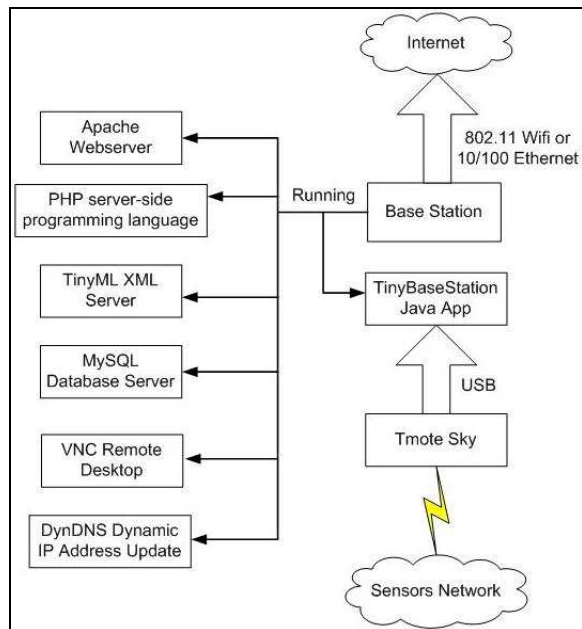 Internet
802.11 Wifi or
10/100 Ethernet
Apache
Webserver
Running
Base Station
PHP server-side
programming language
TinyML XML
Server
TinyBaseStation
Java App
MySQL
Database Server
USB
VNC Remote
Desktop
Tmote Sky
DynDNS Dynamic
IP Address Update
Sensors Network